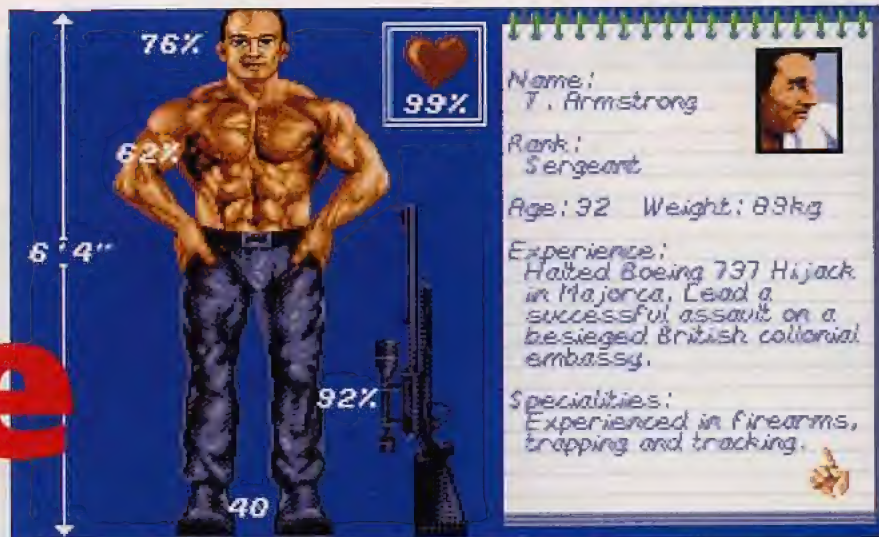 76%
99%
62%
6'4"
92%
40
e
Name:
T. Armstrong
Rank:
Sergeant
Age: 32 Weight: 89kg
Experience:
Halted Boeing 737 Hijack
in Majorca. Lead a
successful assault on a
besieged British collonial
embassy.
Specialities:
Experienced in firearms,
trapping and tracking.